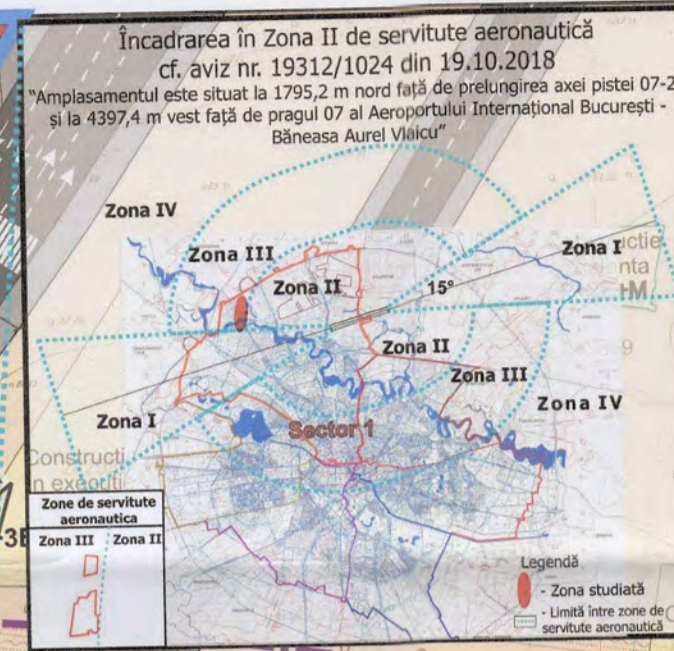 Încadrarea în Zona II de servitute aeronautică
cf. aviz nr. 19312/1024 din 19.10.2018
"Amplasamentul este situat la 1795,2 m nord față de prelungirea axei pistei 07-2
și la 4397,4 m vest față de pragul 07 al Aeroportului Internațional București -
Băneasa Aurel Vlaicu"
Zona IV
Zona III
Zona I
Zona II
15°
Zona II
Zona III
Zona IV
Zona I
Sector 1
Constructi
n executi
Zone de servitute
aeronautica
Zona III Zona II
Legendă
- Zona studiată
- Limită între zone de
servitute aeronautică